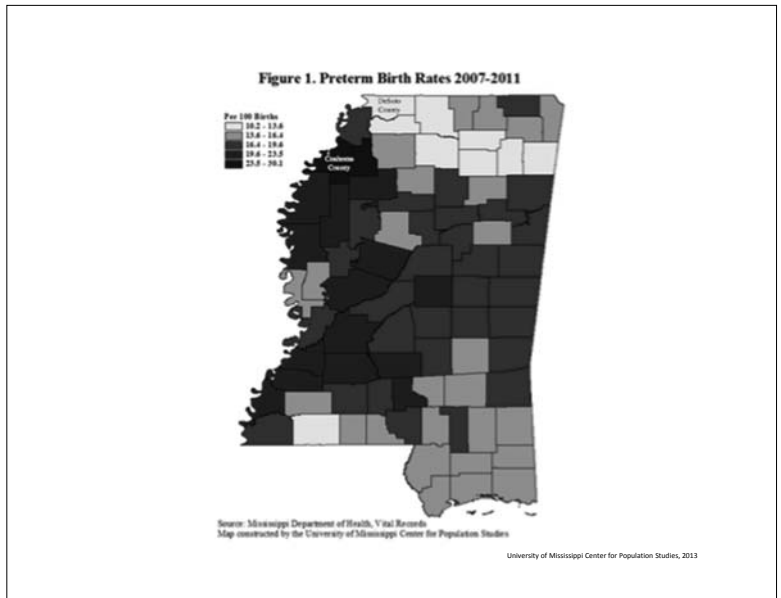 Figure 1. Preterm Birth Rates 2007-2011
DeSoto
County
Per 100 Births
10.2 - 13.6
13.6 - 16.4
16.4 - 19.6
19.6 - 23.5
23.5 - 30.1
Coahoma
County
Source: Mississippi Department of Health, Vital Records
Map constructed by the University of Mississippi Center for Population Studies
University of Mississippi Center for Population Studies, 2013